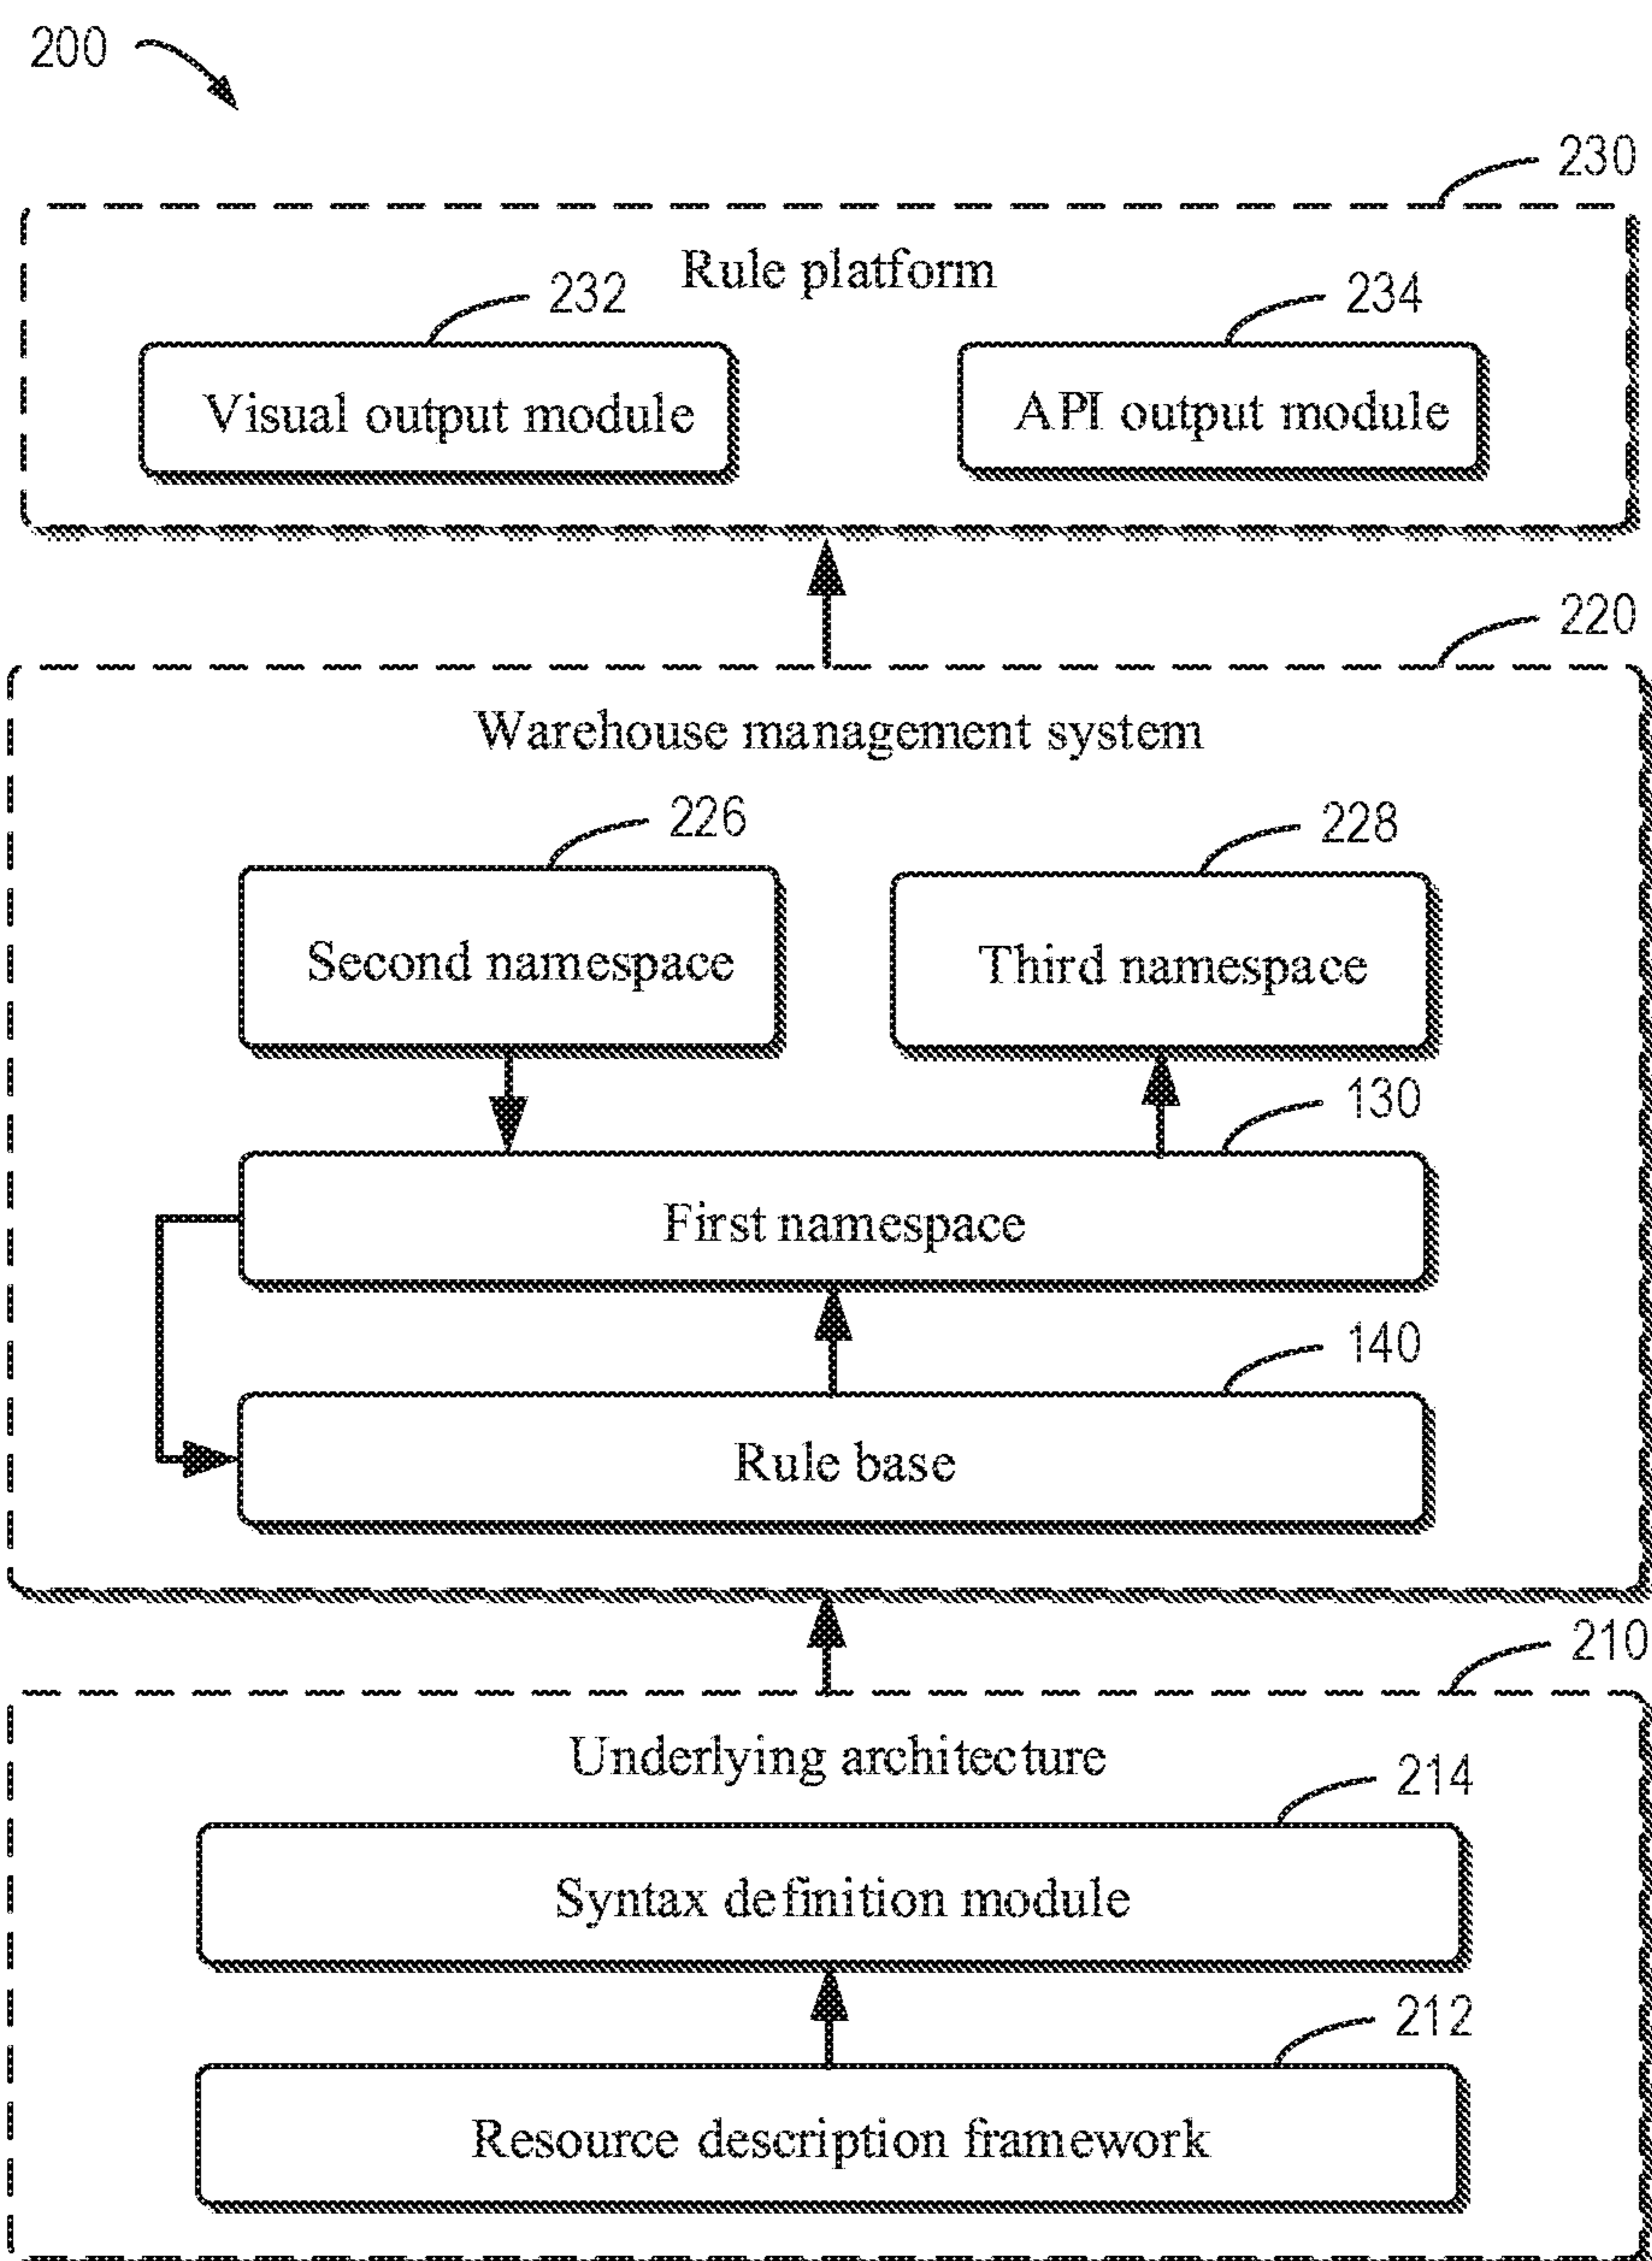 200
230
Rule platform
232
234
Visual output module
API output module
220
Warehouse management system
226
228
Second namespace
Third namespace
130
First namespace
140
Rule base
210
Underlying architecture
214
Syntax definition module
212
Resource description framework